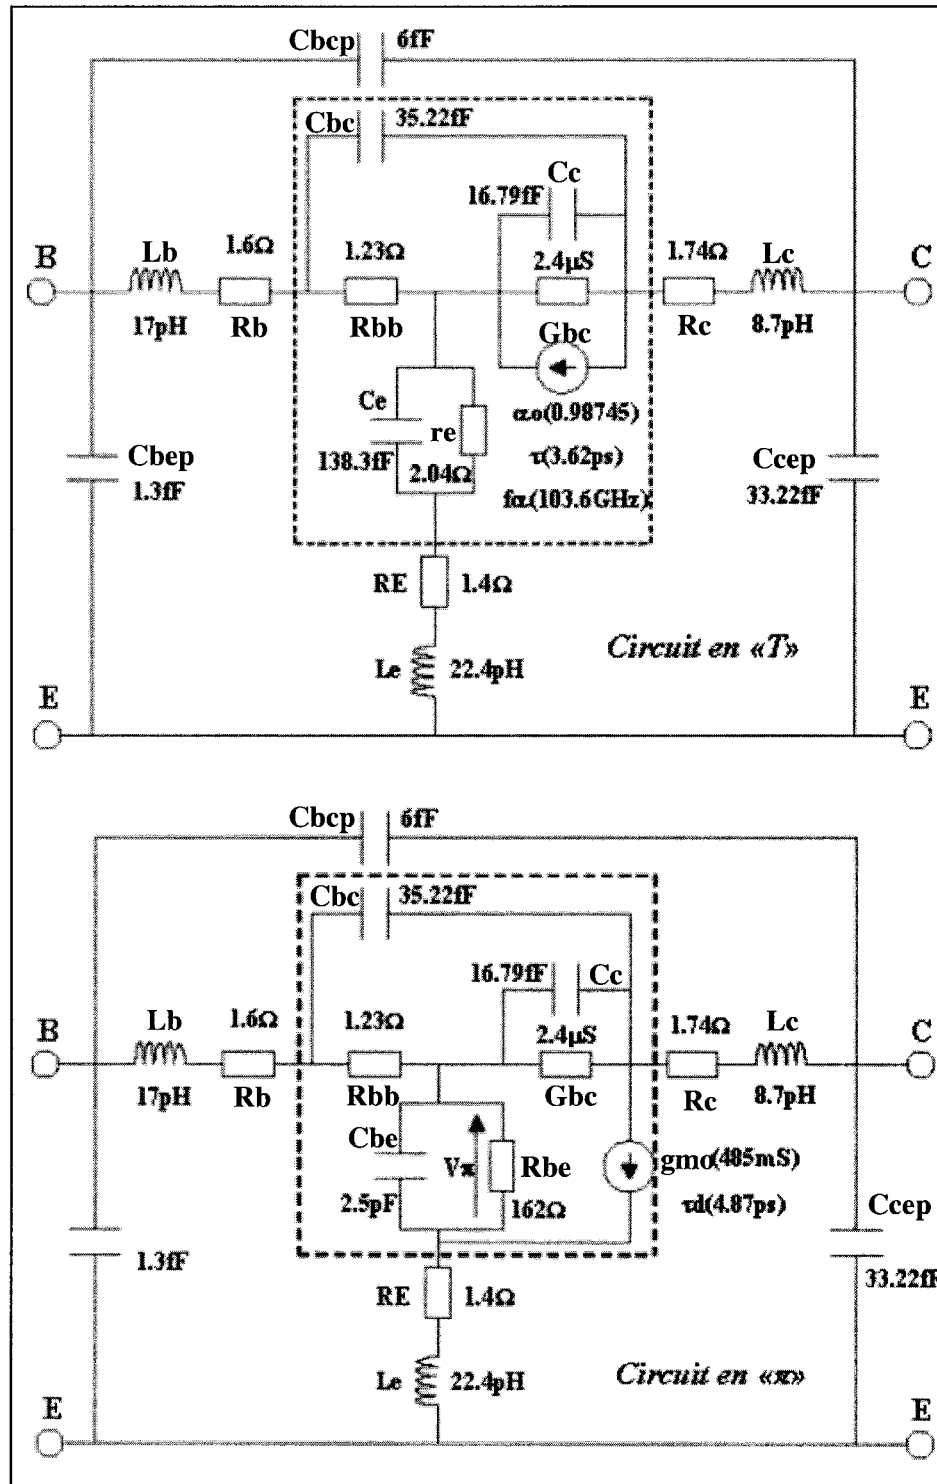 Cbcp 6fF
Cbc 35.22fF
Cc
16.79fF
B Lb 1.6Ω 1.23Ω 2.4µS 1.74Ω Lc C
17pH Rb Rbb Gbc Rc 8.7pH
Ce
re
138.3fF
2.04Ω
αo(0.98745)
τ(3.62ps)
fα(103.6GHz)
Cbep
1.3fF
Ccep
33.22fF
RE 1.4Ω
Circuit en «T»
Le 22.4pH
E E
Cbcp 6fF
Cbc 35.22fF
16.79fF Cc
B Lb 1.6Ω 1.23Ω 2.4µS 1.74Ω Lc C
17pH Rb Rbb Gbc Rc 8.7pH
Cbe
Vπ Rbe
2.5pF 162Ω
gmo(485mS)
τd(4.87ps)
Ccep
1.3fF
33.22fF
RE 1.4Ω
Circuit en «π»
Le 22.4pH
E E